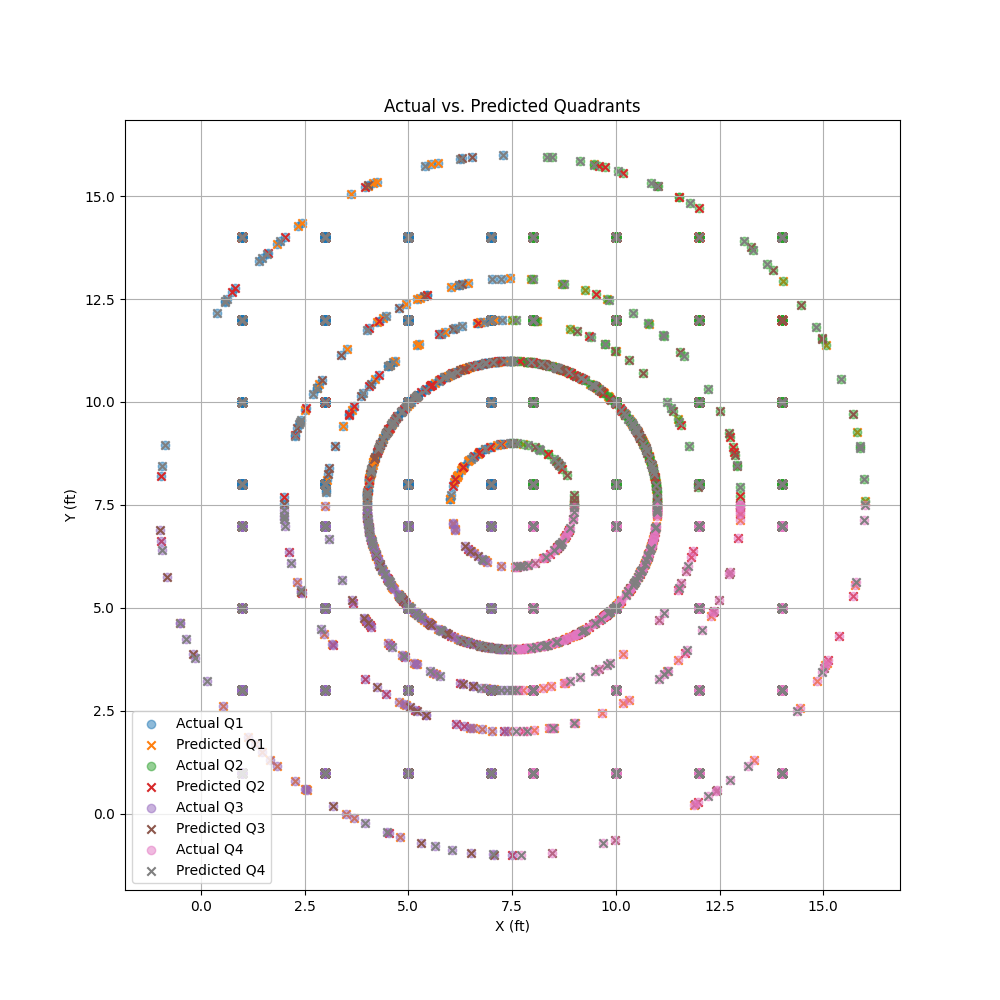 Actual vs. Predicted Quadrants
Y (ft)
15.0
12.5
10.0
7.5
5.0
2.5
0.0
Actual Q1
Predicted Q1
Actual Q2
Predicted Q2
Actual Q3
Predicted Q3
Actual Q4
Predicted Q4
0.0 2.5 5.0 7.5 10.0 12.5 15.0
X (ft)